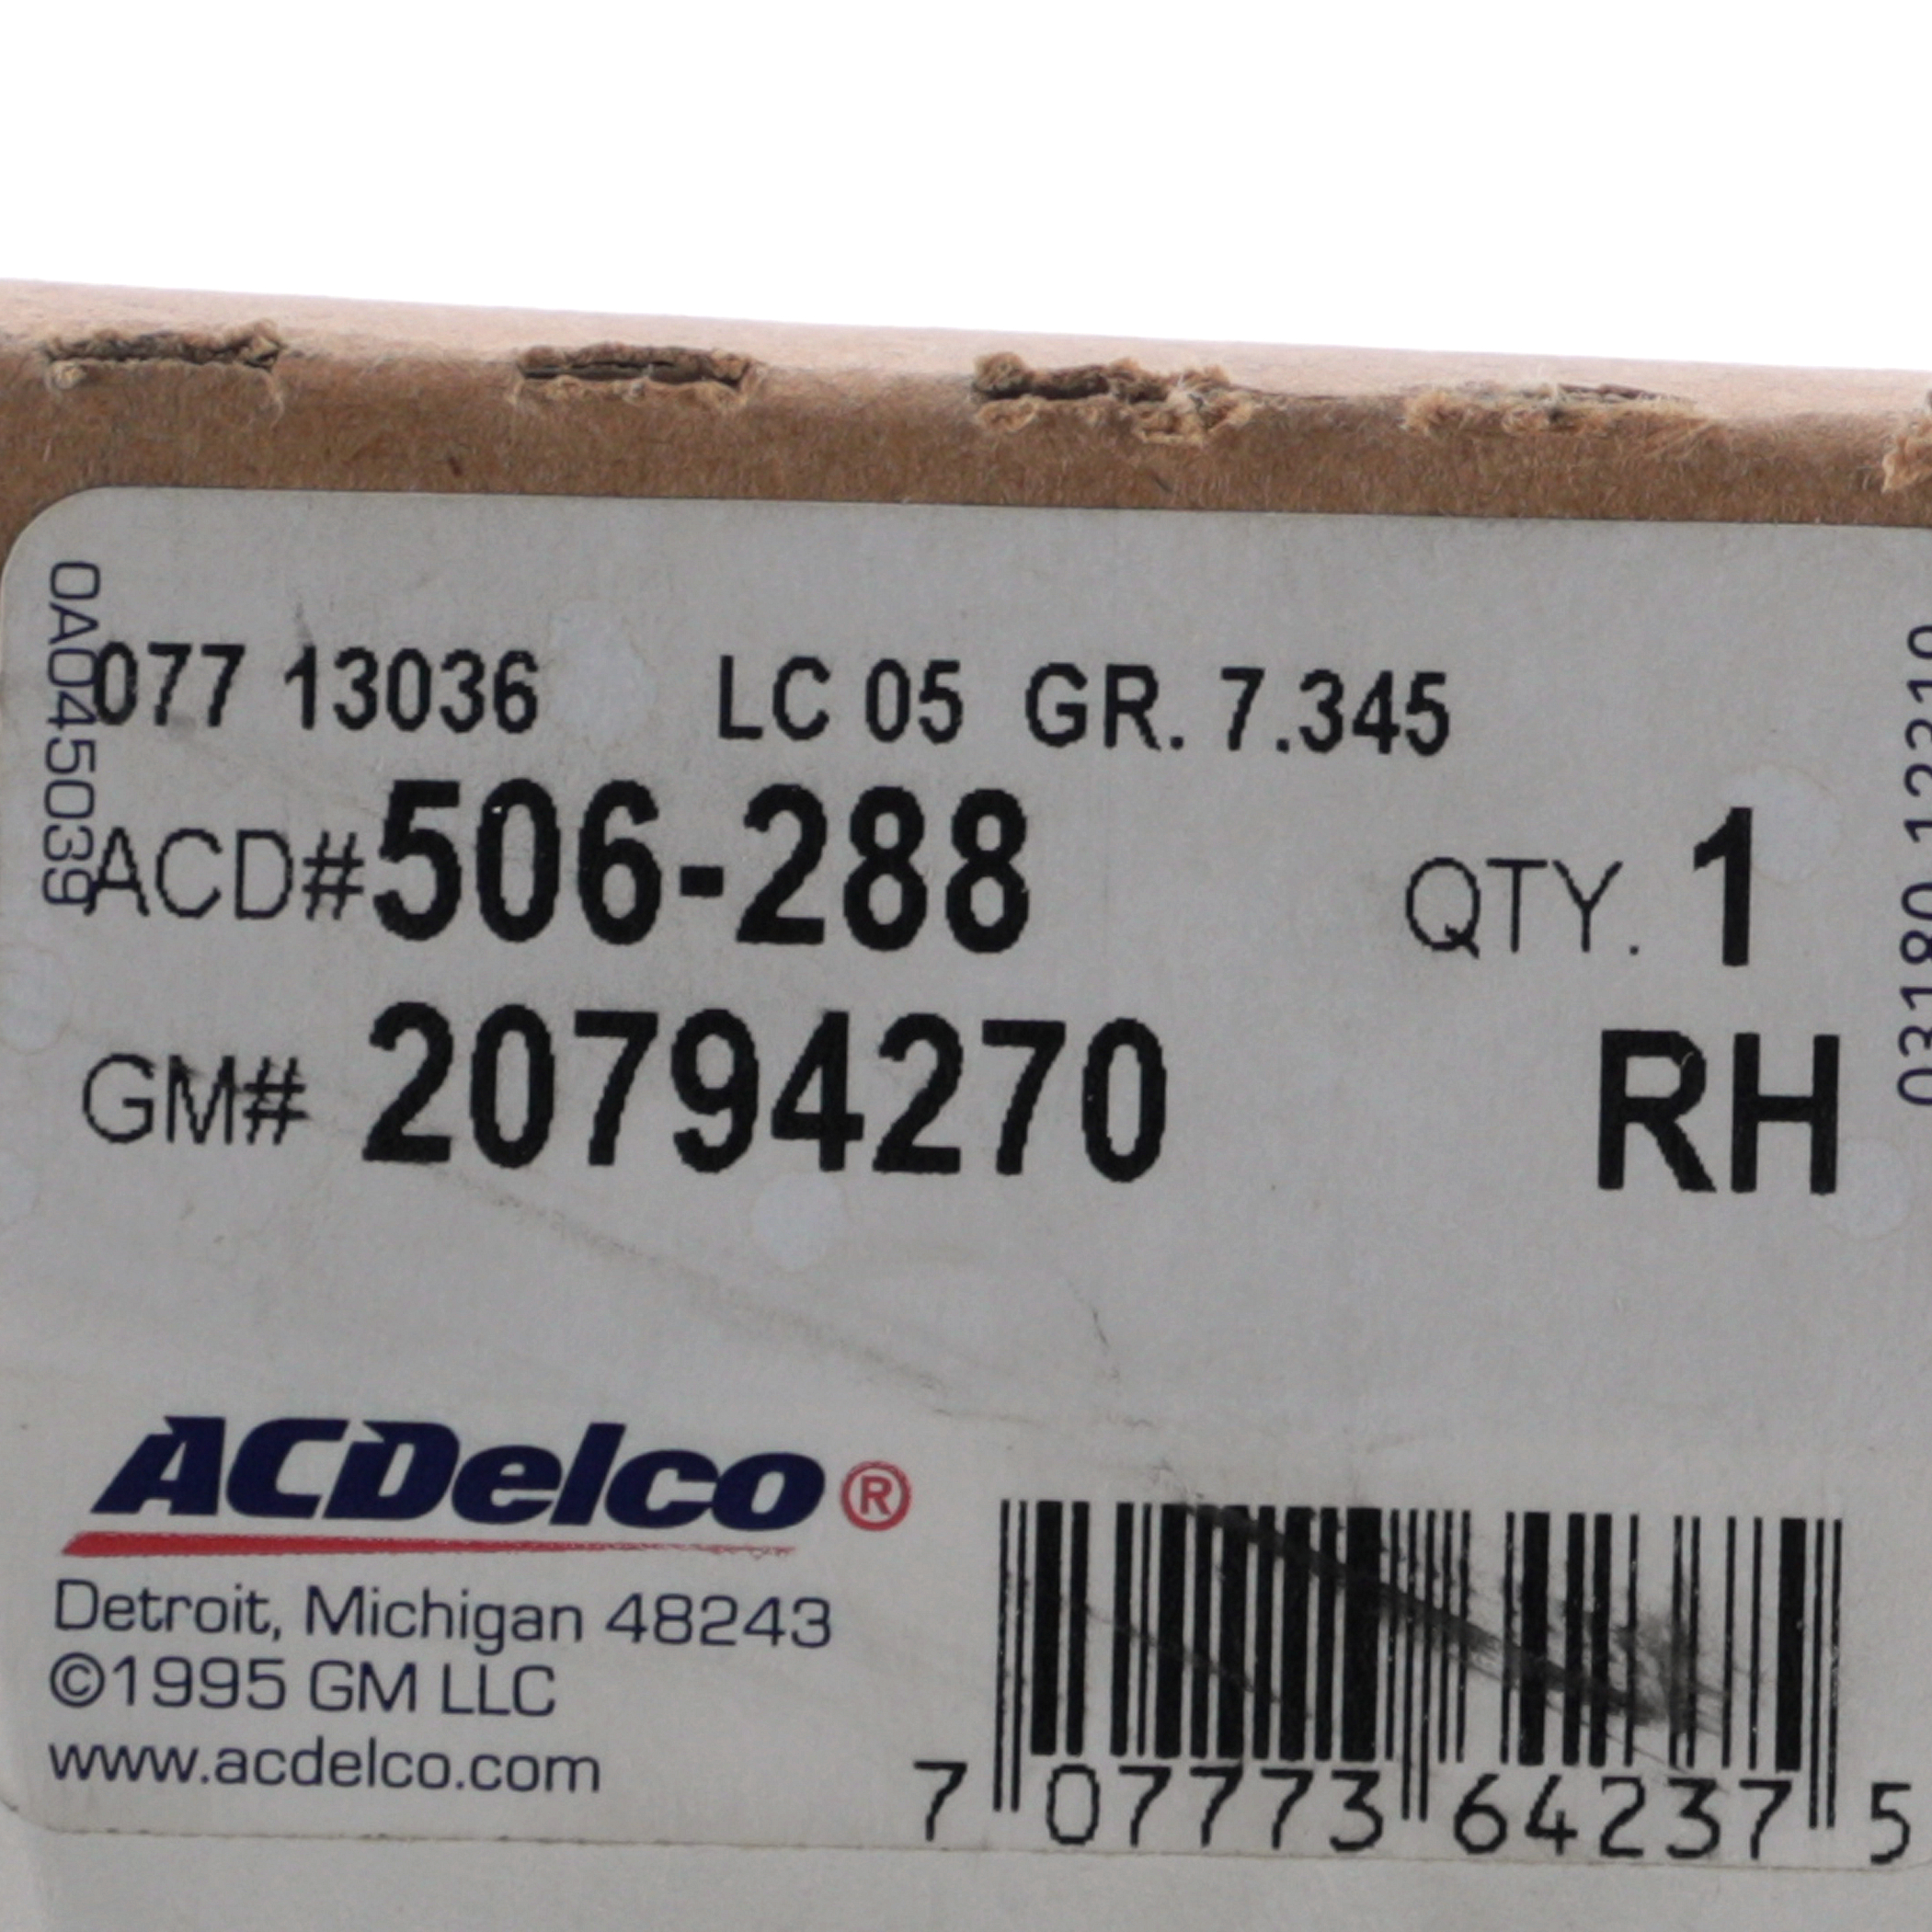 0A045039
077 13036 LC 05 GR. 7.345
ACD# 506-288 QTY. 1
GM# 20794270 RH
ACDelco®
Detroit, Michigan 48243
©1995 GM LLC
www.acdelco.com
7 07773 64237 5